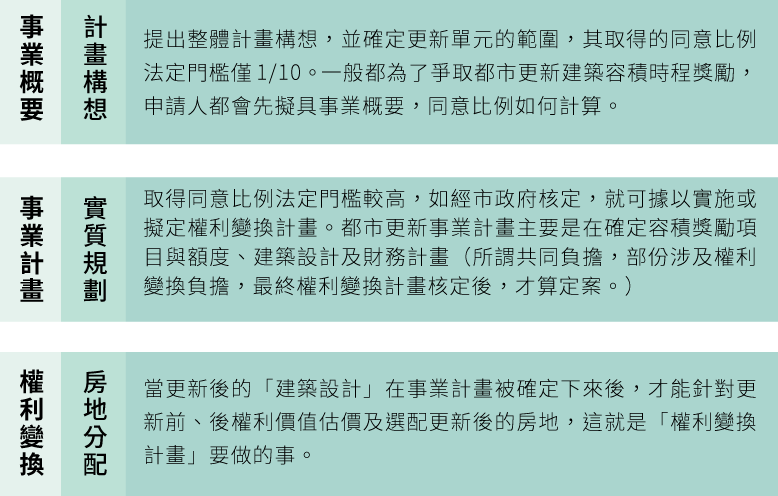 事業概要
計畫構想
提出整體計畫構想，並確定更新單元的範圍，其取得的同意比例
法定門檻僅 1/10。一般都為了爭取都市更新建築容積時程獎勵，
申請人都會先擬具事業概要，同意比例如何計算。
事業計畫
實質規劃
取得同意比例法定門檻較高，如經市政府核定，就可據以實施或
擬定權利變換計畫。都市更新事業計畫主要是在確定容積獎勵項
目與額度、建築設計及財務計畫（所謂共同負擔，部份涉及權利
變換負擔，最終權利變換計畫核定後，才算定案。）
權利變換
房地分配
當更新後的「建築設計」在事業計畫被確定下來後，才能針對更
新前、後權利價值估價及選配更新後的房地，這就是「權利變換
計畫」要做的事。